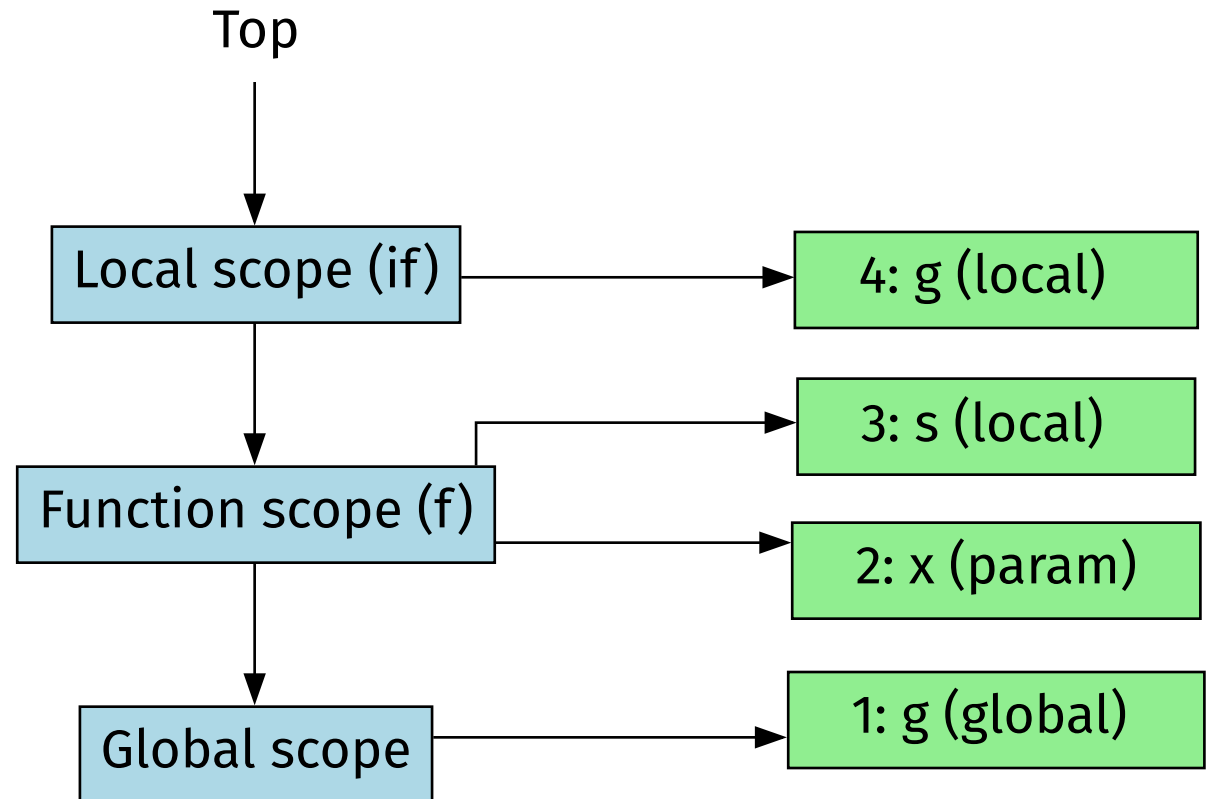 Top
Local scope (if)
4: g (local)
3: s (local)
Function scope (f)
2: x (param)
1: g (global)
Global scope